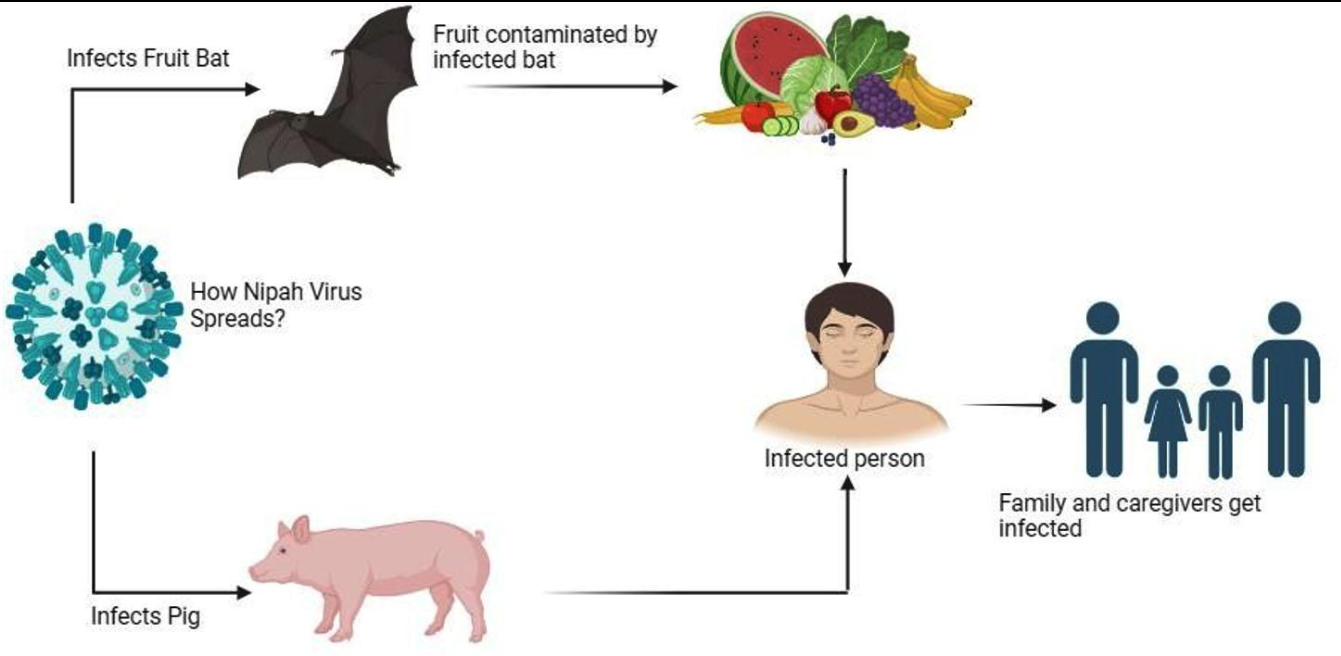 Infects Fruit Bat
Fruit contaminated by
infected bat
How Nipah Virus
Spreads?
Infected person
Family and caregivers get
infected
Infects Pig